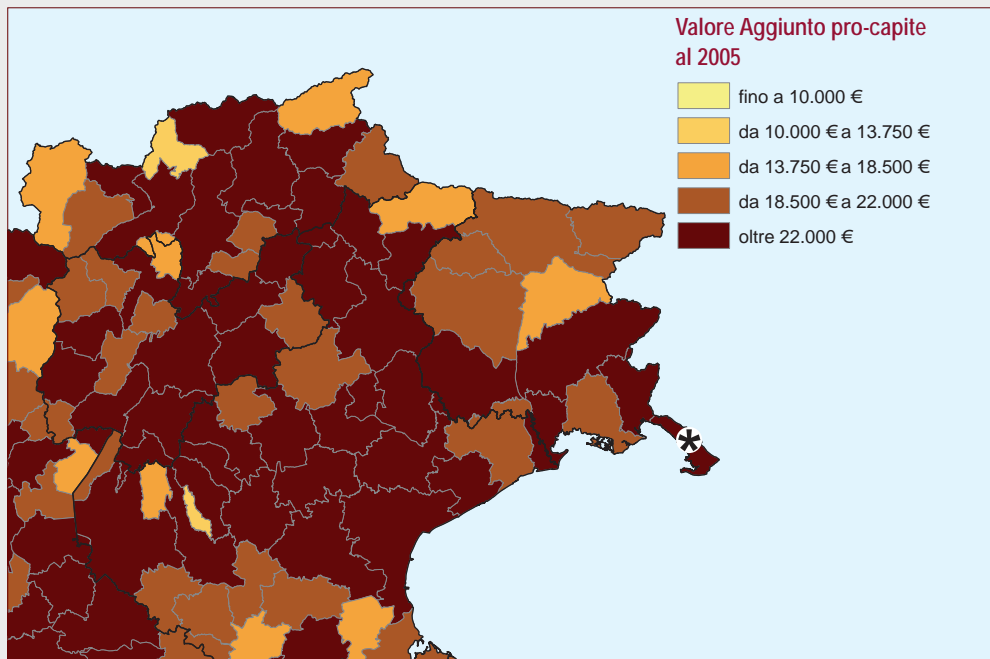 Valore Aggiunto pro-capite
al 2005
fino a 10.000 €
da 10.000 € a 13.750 €
da 13.750 € a 18.500 €
da 18.500 € a 22.000 €
oltre 22.000 €
*